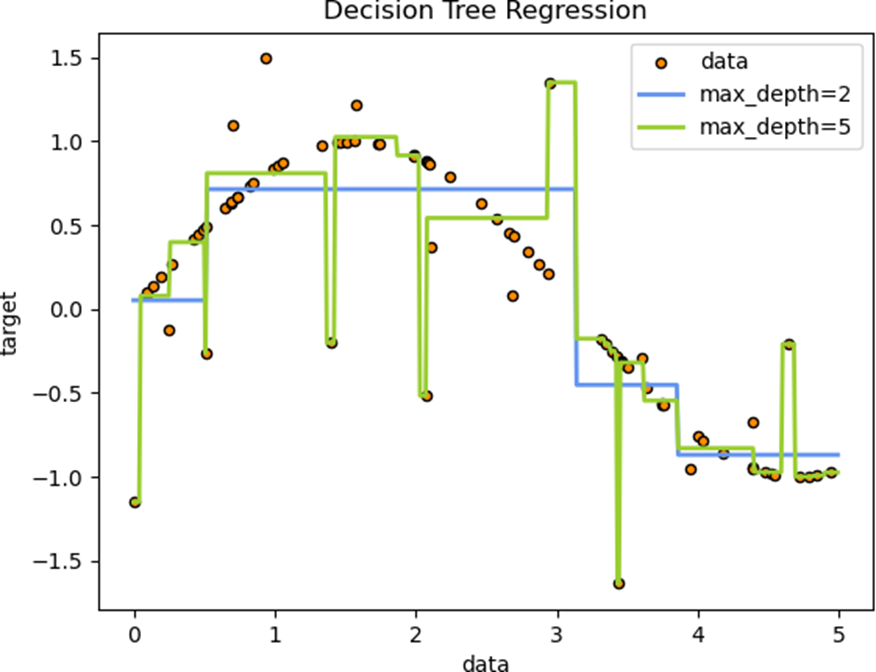 Decision Tree Regression
data
max_depth=2
max_depth=5
1.5
1.0
0.5
0.0
−0.5
−1.0
−1.5
target
0 1 2 3 4 5
data